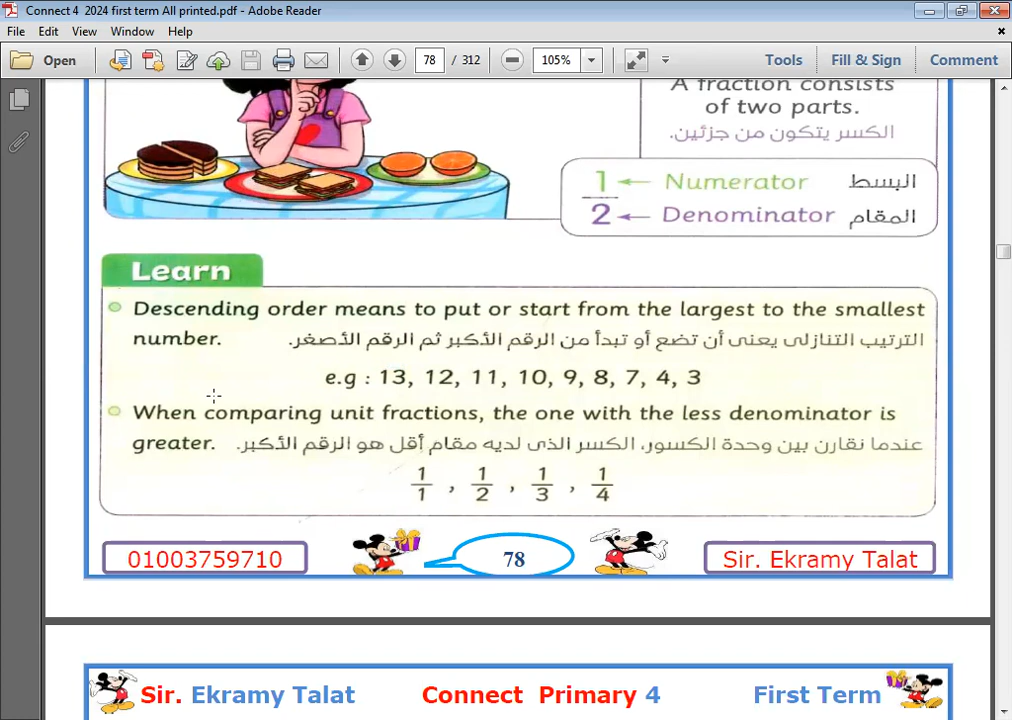 Connect 4 2024 first term All printed.pdf - Adobe Reader
File Edit View Window Help
Open 78 / 312 105% Tools Fill & Sign Comment
A fraction consists
of two parts.
الكسر يتكون من جزئين.
1 ← Numerator البسط
2 ← Denominator المقام
Learn
Descending order means to put or start from the largest to the smallest
number. الترتيب التنازلى يعنى أن تضع أو تبدأ من الرقم الأكبر ثم الرقم الأصغر.
e.g : 13, 12, 11, 10, 9, 8, 7, 4, 3
When comparing unit fractions, the one with the less denominator is
greater. عندما نقارن بين وحدة الكسور، الكسر الذى لديه مقام أقل هو الرقم الأكبر.
1/1 , 1/2 , 1/3 , 1/4
01003759710 78 Sir. Ekramy Talat
Sir. Ekramy Talat Connect Primary 4 First Term